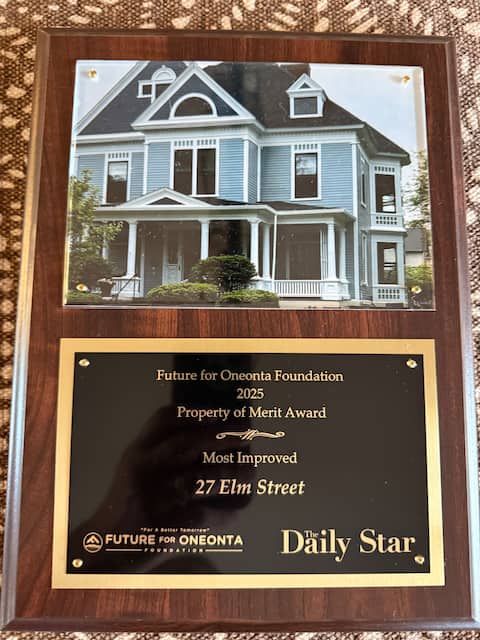 Future for Oneonta Foundation
2025
Property of Merit Award
Most Improved
27 Elm Street
"For A Better Tomorrow"
FUTURE FOR ONEONTA
FOUNDATION
The Daily Star